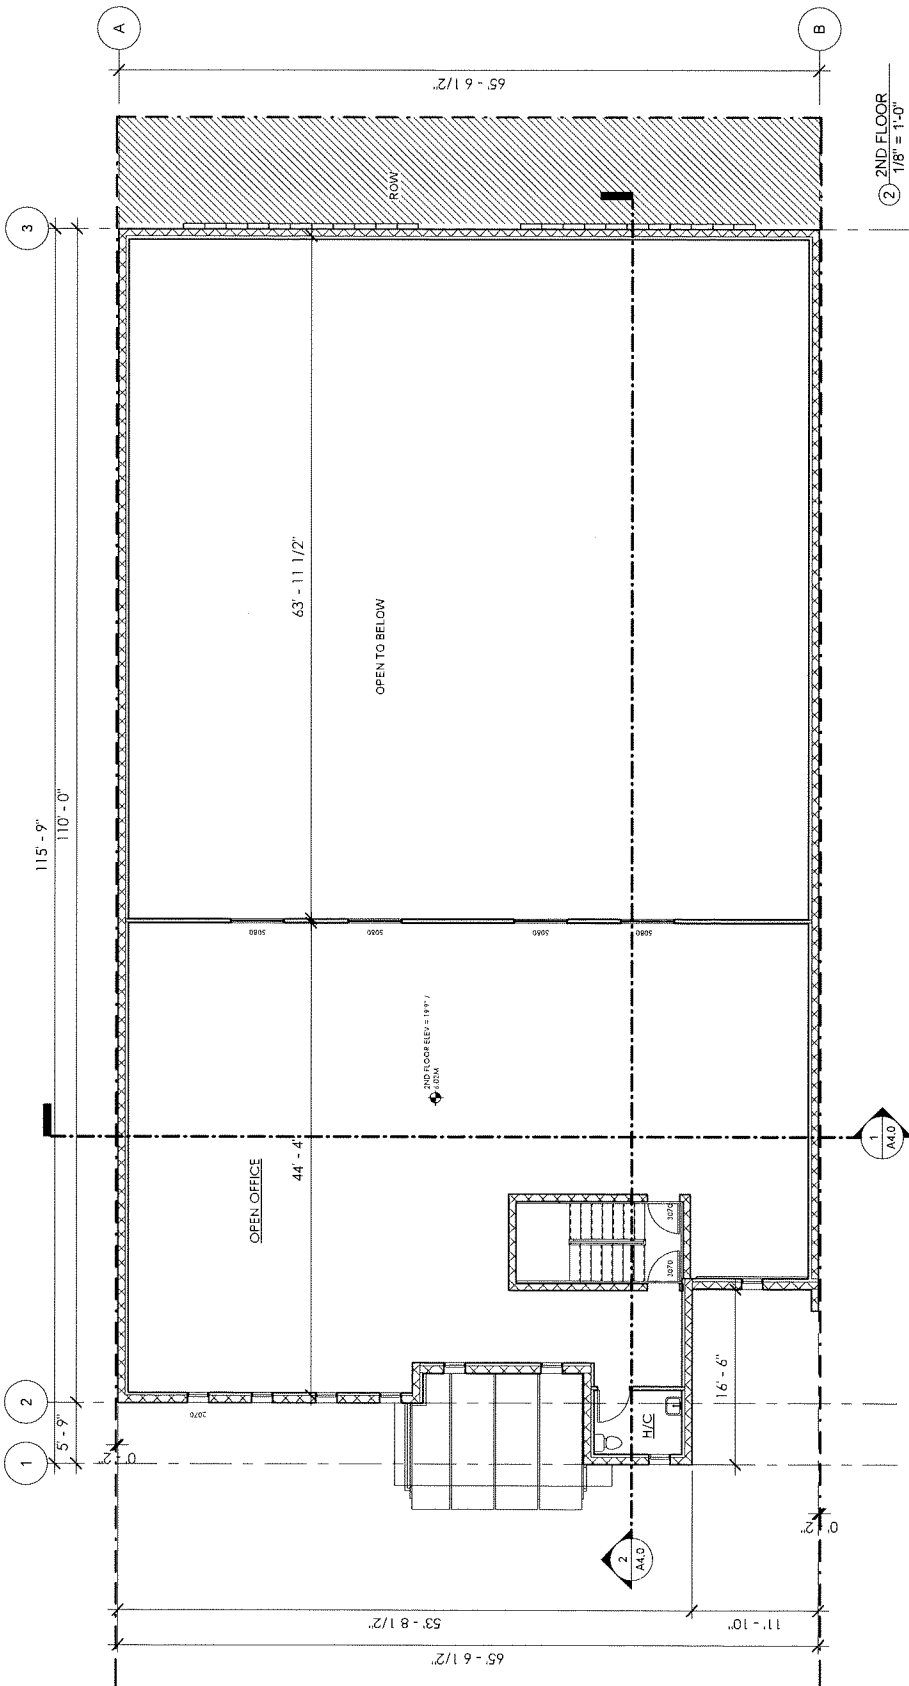 A
B
65' - 6 1/2"
2
2ND FLOOR
1/8" = 1'-0"
ROW
3
63' - 11 1/2"
OPEN TO BELOW
115' - 9"
110' - 0"
5080
5080
5080
5080
2ND FLOOR ELEV = 19'9" /
6.02M
1
A4.0
OPEN OFFICE
44' - 4"
3070
3070
2
1
5' - 9"
0' - 2"
2070
H/C
16' - 6"
2
A4.0
0' - 2"
53' - 8 1/2"
11' - 10"
65' - 6 1/2"